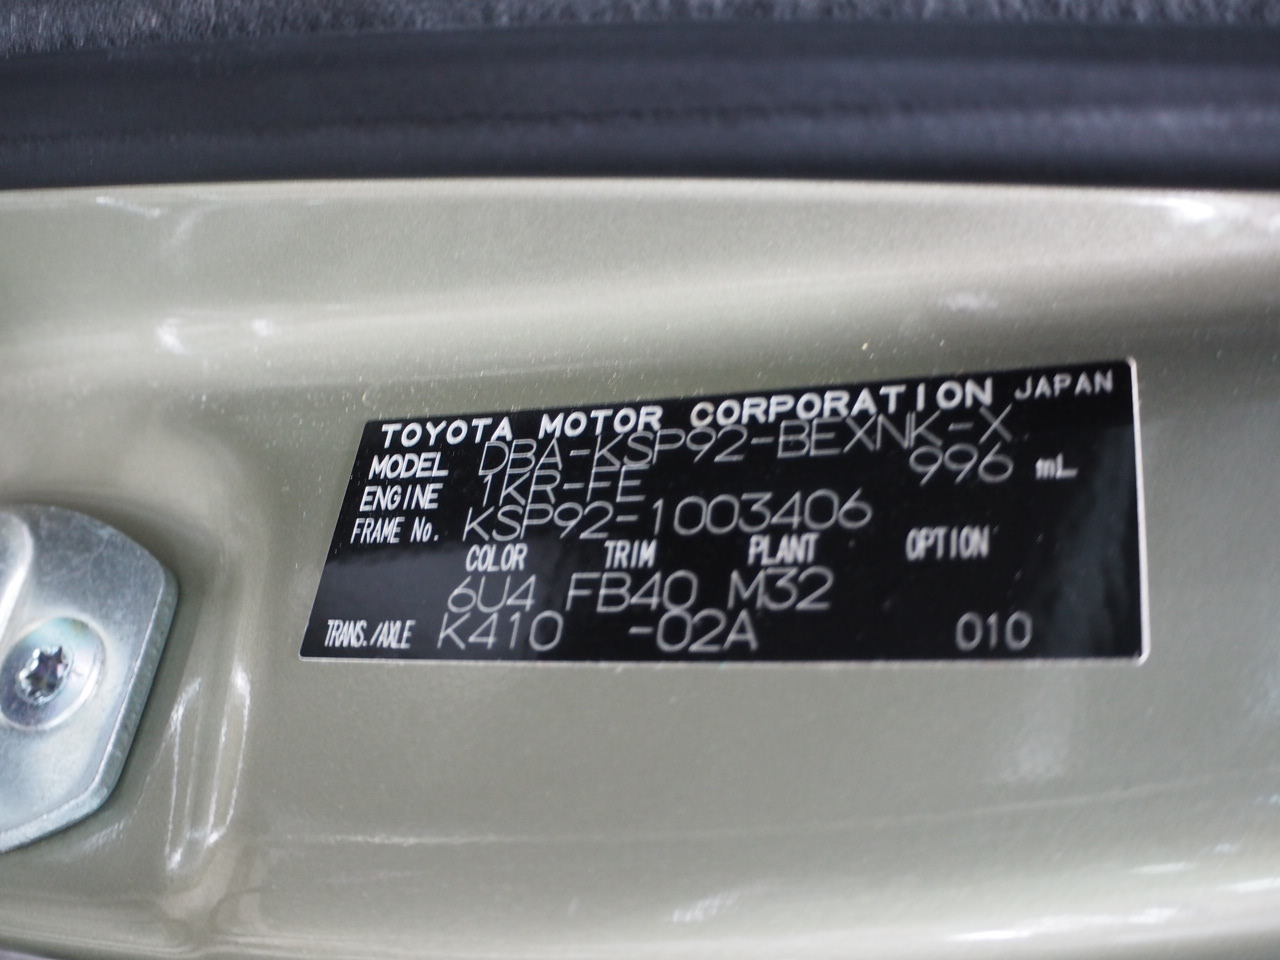 TOYOTA MOTOR CORPORATION JAPAN
MODEL DBA-KSP92-BEXNK-X
ENGINE 1KR-FE 996 mL
FRAME No. KSP92-1003406
COLOR TRIM PLANT OPTION
6U4 FB40 M32
TRANS./AXLE K410 -02A 010